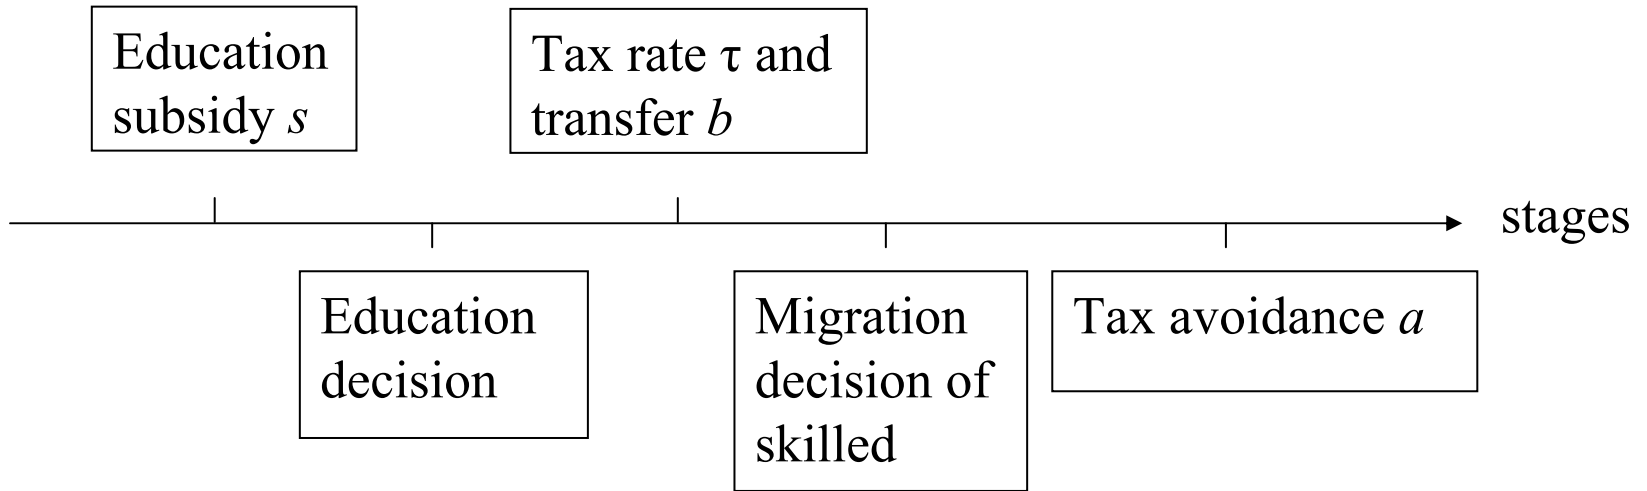 Education
subsidy s
Tax rate τ and
transfer b
stages
Education
decision
Migration
decision of
skilled
Tax avoidance a